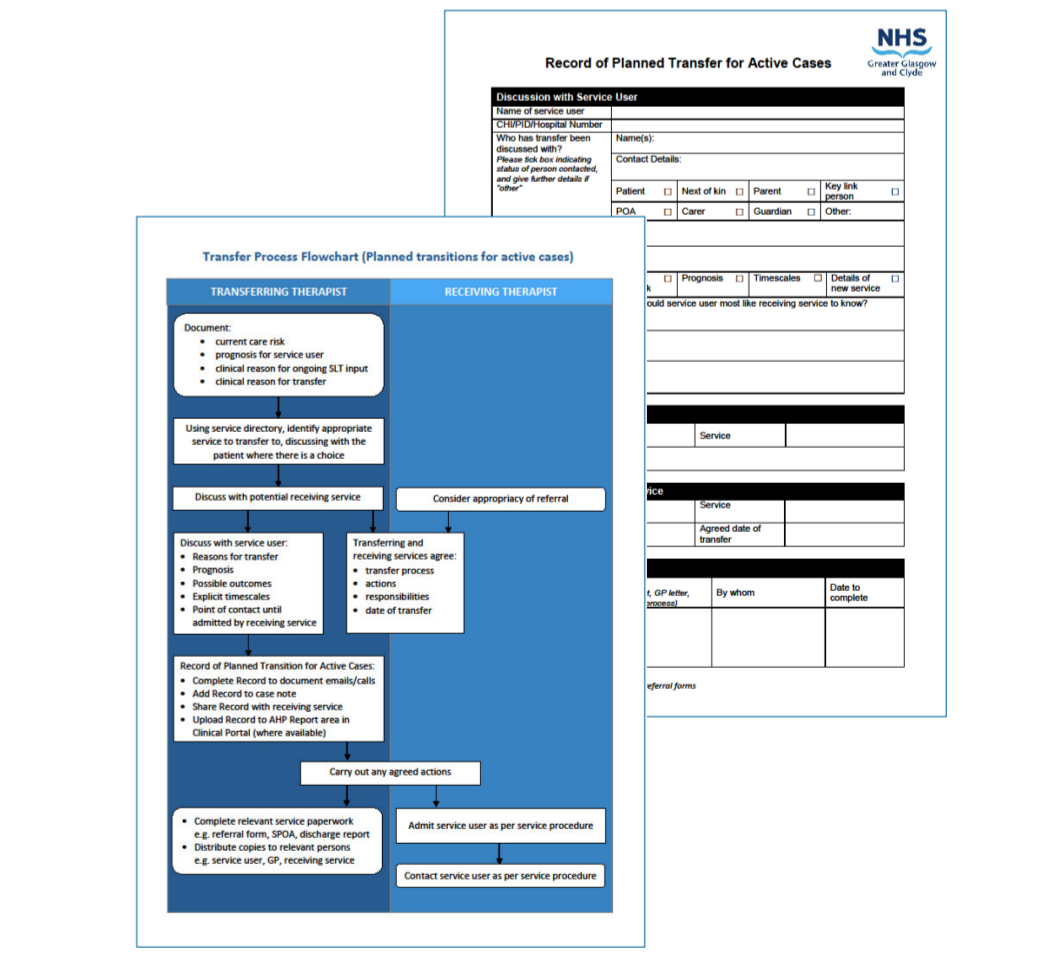 NHS
Greater Glasgow
and Clyde
Record of Planned Transfer for Active Cases
Discussion with Service User
Name of service user
CHI/PID/Hospital Number
Who has transfer been
discussed with?
Please tick box indicating
status of person contacted,
and give further details if
"other"
Name(s):
Contact Details:
Patient
Next of kin
Parent
Key link
person
POA
Carer
Guardian
Other:
k
Prognosis
Timescales
Details of
new service
ould service user most like receiving service to know?
Service
ice
Service
Agreed date of
transfer
t, GP letter,
process)
By whom
Date to
complete
eferral forms
Transfer Process Flowchart (Planned transitions for active cases)
TRANSFERRING THERAPIST
RECEIVING THERAPIST
Document:
• current care risk
• prognosis for service user
• clinical reason for ongoing SLT input
• clinical reason for transfer
Using service directory, identify appropriate
service to transfer to, discussing with the
patient where there is a choice
Discuss with potential receiving service
Consider appropriacy of referral
Discuss with service user:
• Reasons for transfer
• Prognosis
• Possible outcomes
• Explicit timescales
• Point of contact until
admitted by receiving service
Transferring and
receiving services agree:
• transfer process
• actions
• responsibilities
• date of transfer
Record of Planned Transition for Active Cases:
• Complete Record to document emails/calls
• Add Record to case note
• Share Record with receiving service
• Upload Record to AHP Report area in
Clinical Portal (where available)
Carry out any agreed actions
• Complete relevant service paperwork
e.g. referral form, SPOA, discharge report
• Distribute copies to relevant persons
e.g. service user, GP, receiving service
Admit service user as per service procedure
Contact service user as per service procedure